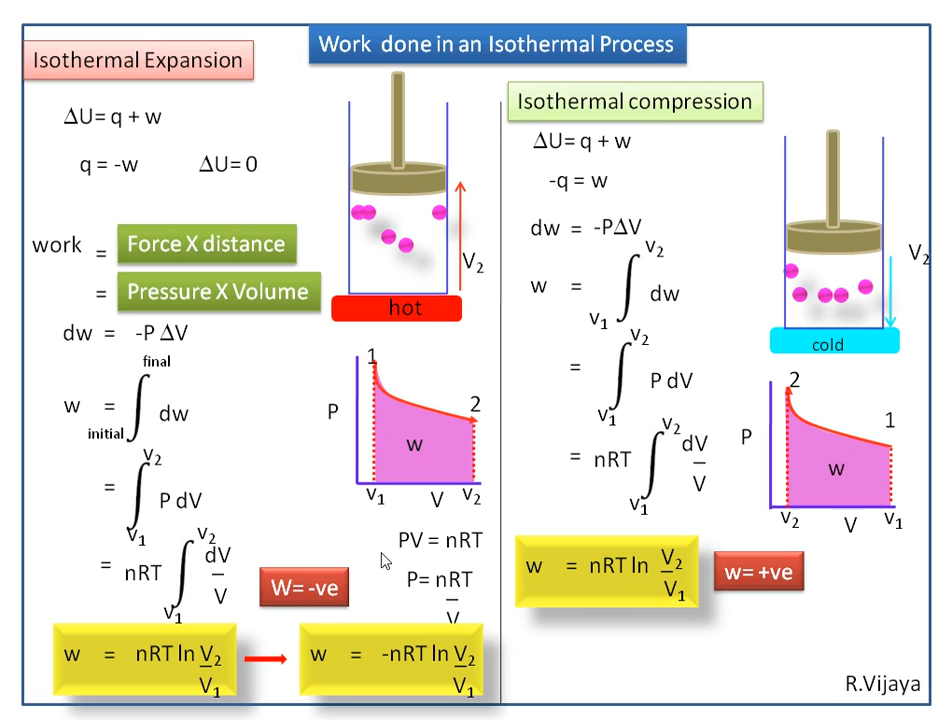 Work done in an Isothermal Process
Isothermal Expansion
ΔU= q + w
q = -w ΔU= 0
work = Force X distance
= Pressure X Volume
dw = -P ΔV
final
w = ∫ dw
initial
V2
= ∫ P dV
V1
V2
= nRT ∫ dV
V
V1
W= -ve
w = nRT ln V2
V1
w = -nRT ln V2
V1
V2
hot
1
2
P
w
V1 V V2
PV = nRT
P= nRT
V
Isothermal compression
ΔU= q + w
-q = w
dw = -PΔV
V2
w = ∫ dw
V1
V2
= ∫ P dV
V1
V2
= nRT ∫ dV
V
V1
w = nRT ln V2
V1
w= +ve
V2
cold
2
1
P
w
V2 V V1
R.Vijaya